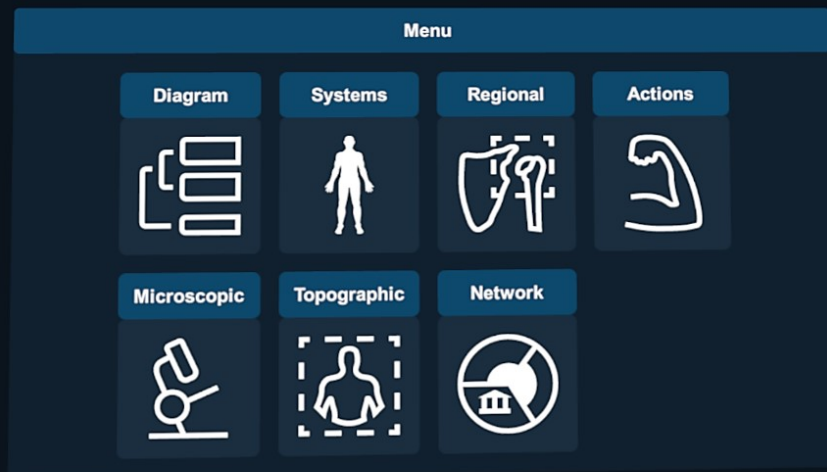 Menu
Diagram
Systems
Regional
Actions
Microscopic
Topographic
Network